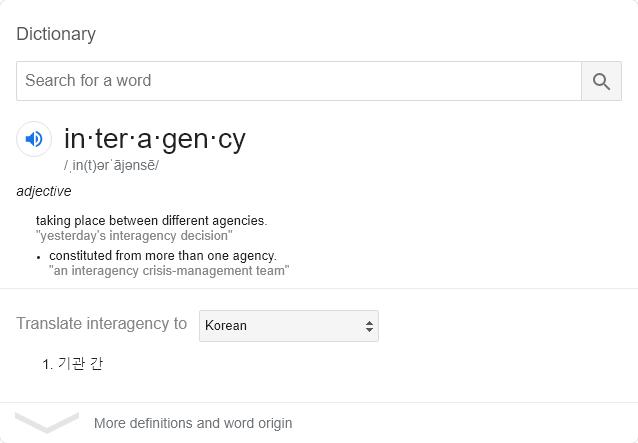 Dictionary
Search for a word
in·ter·a·gen·cy
/ˌin(t)ərˈājənsē/
adjective
taking place between different agencies.
"yesterday's interagency decision"
• constituted from more than one agency.
"an interagency crisis-management team"
Translate interagency to Korean
1. 기관 간
More definitions and word origin